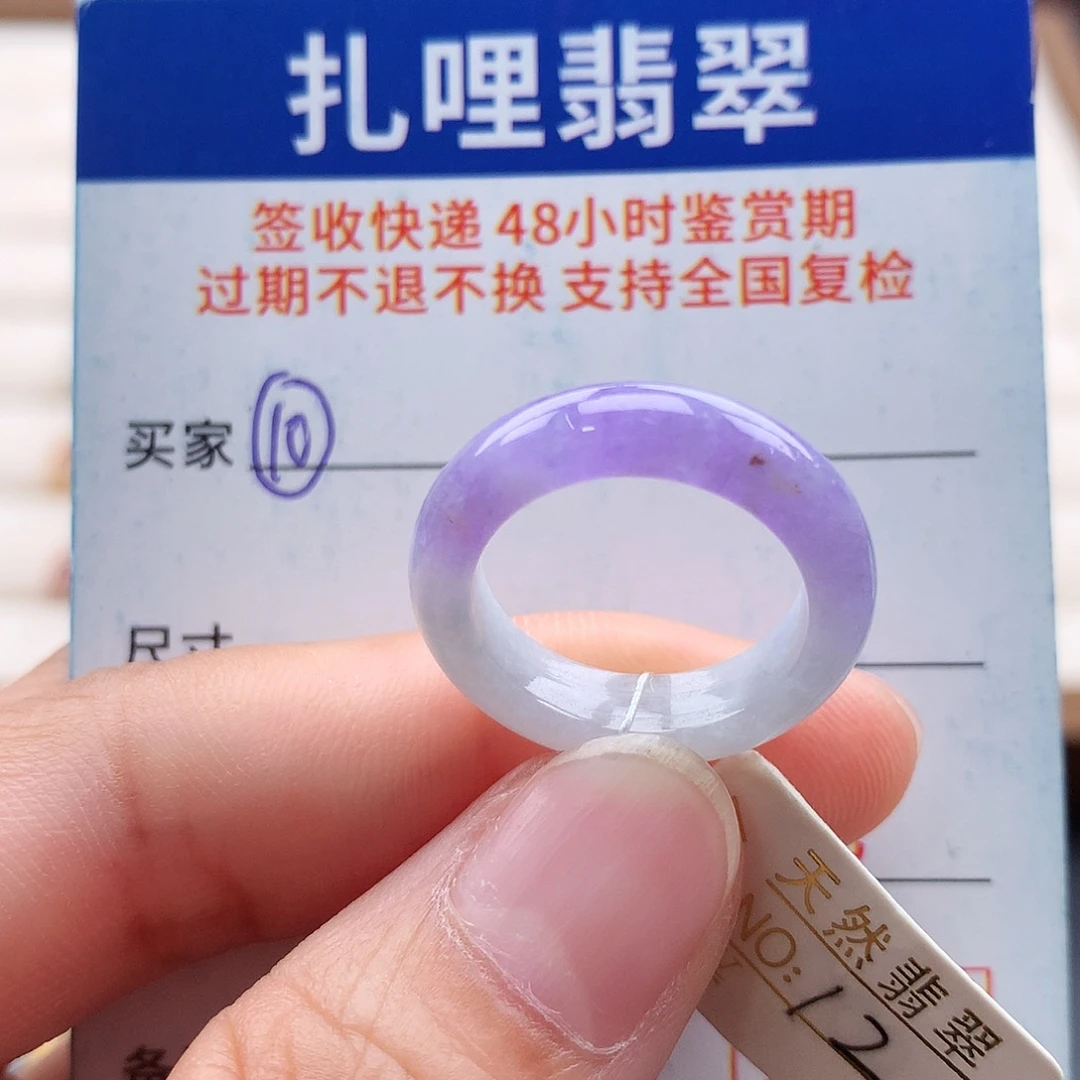 扎哩翡翠
签收快递 48小时鉴赏期
过期不退不换 支持全国复检
买家 ⑩
尺寸
天然翡翠
NO: 12
备